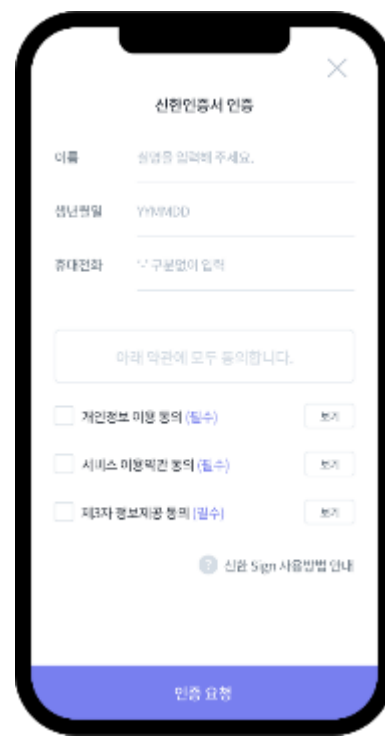 신한인증서 인증
이름 실명을 입력해 주세요.
생년월일 YYMMDD
휴대전화 '-' 구분없이 입력
아래 약관에 모두 동의합니다.
개인정보 이용 동의 (필수) 보기
서비스 이용약관 동의 (필수) 보기
제3자 정보제공 동의 (필수) 보기
? 신한 Sign 사용방법 안내
인증 요청